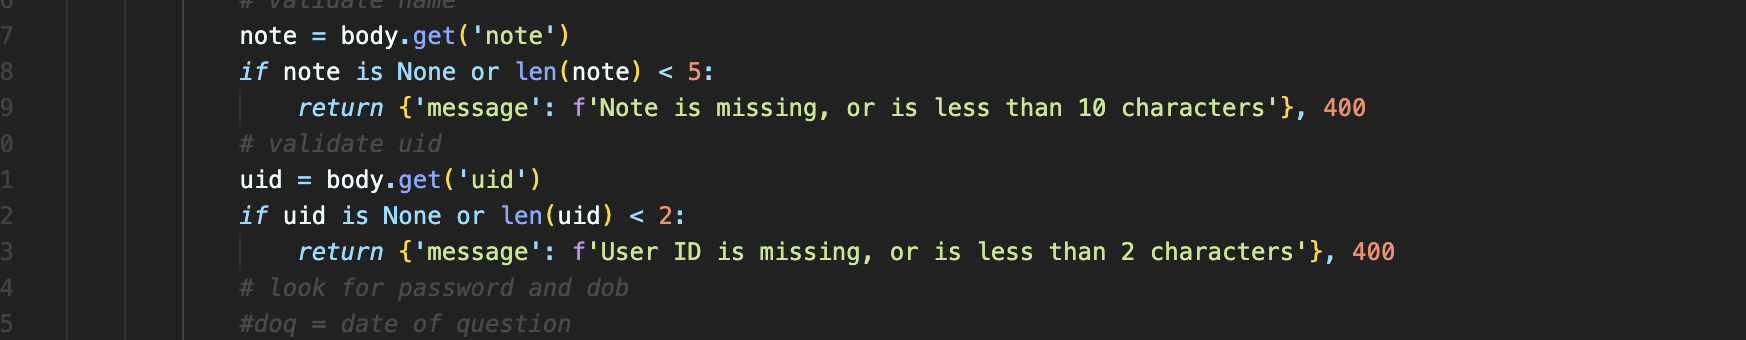 6 # validate name
7 note = body.get('note')
8 if note is None or len(note) < 5:
9 return {'message': f'Note is missing, or is less than 10 characters'}, 400
0 # validate uid
1 uid = body.get('uid')
2 if uid is None or len(uid) < 2:
3 return {'message': f'User ID is missing, or is less than 2 characters'}, 400
4 # look for password and dob
5 #doq = date of question